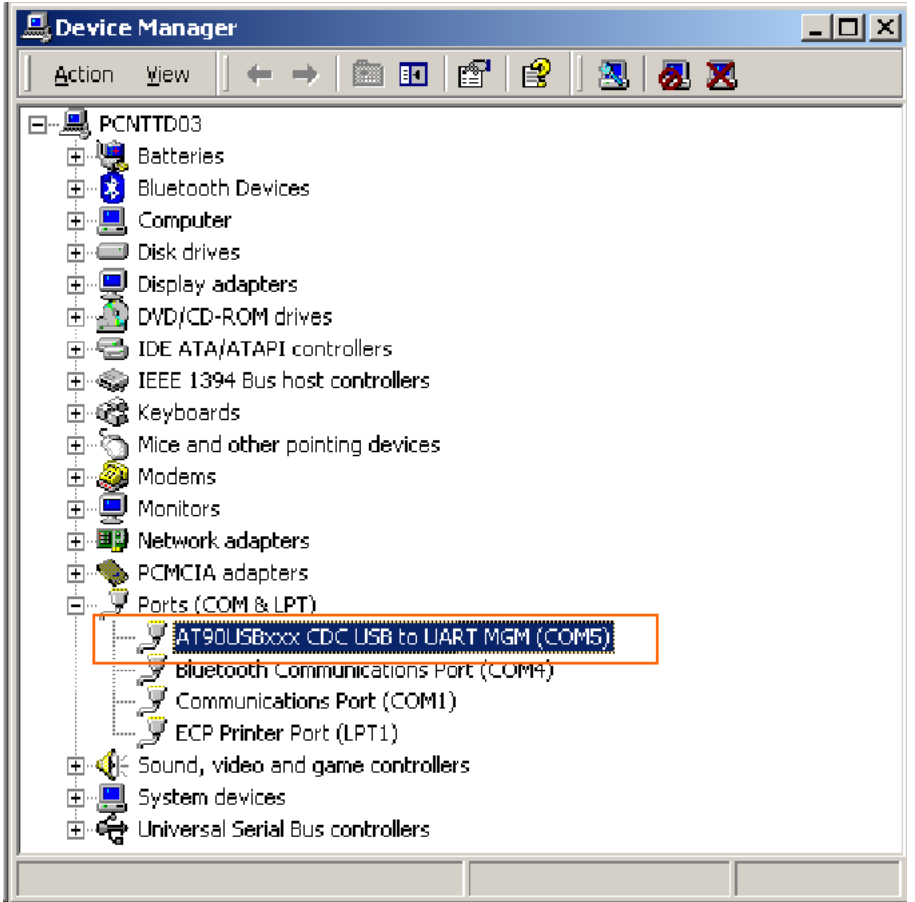 Device Manager
Action View
PCNTTD03
Batteries
Bluetooth Devices
Computer
Disk drives
Display adapters
DVD/CD-ROM drives
IDE ATA/ATAPI controllers
IEEE 1394 Bus host controllers
Keyboards
Mice and other pointing devices
Modems
Monitors
Network adapters
PCMCIA adapters
Ports (COM & LPT)
AT90USBxxx CDC USB to UART MGM (COM5)
Bluetooth Communications Port (COM4)
Communications Port (COM1)
ECP Printer Port (LPT1)
Sound, video and game controllers
System devices
Universal Serial Bus controllers